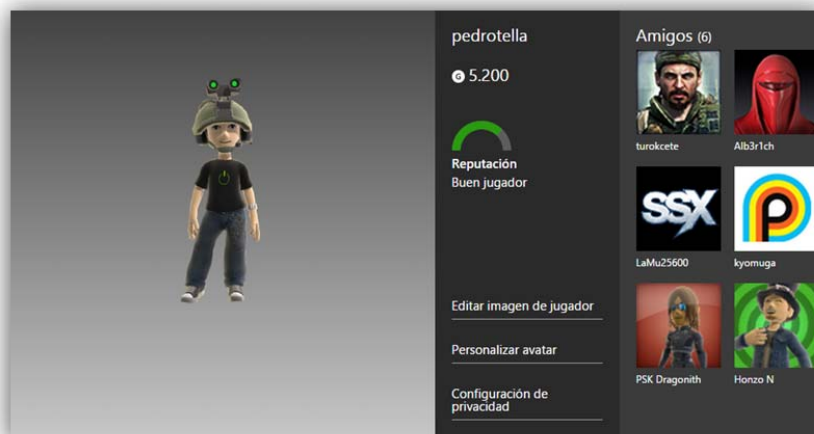 pedrotella
G 5.200
Reputación
Buen jugador
Editar imagen de jugador
Personalizar avatar
Configuración de
privacidad
Amigos (6)
turokcete
Alb3r1ch
SSX
LaMu25600
kyomuga
PSK Dragonith
Honzo N